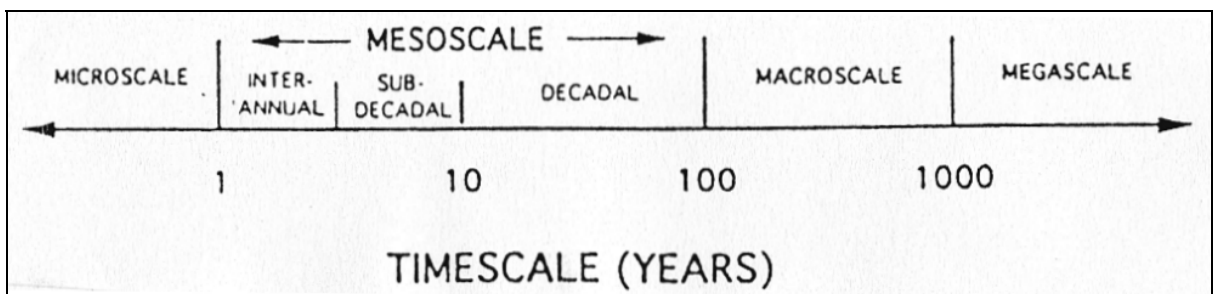 MESOSCALE
MICROSCALE
INTER-
ANNUAL
SUB-
DECADAL
DECADAL
MACROSCALE
MEGASCALE
1 10 100 1000
TIMESCALE (YEARS)